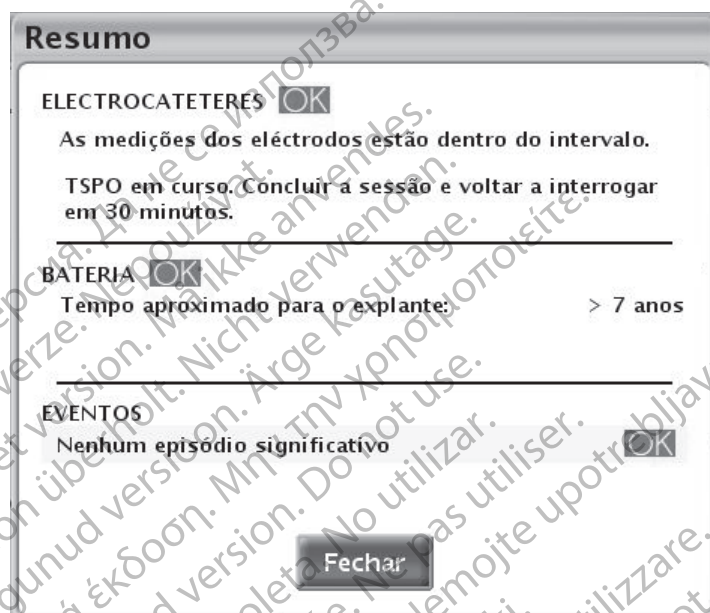 Resumo
ELECTROCATETERES OK
As medições dos eléctrodos estão dentro do intervalo.
TSPO em curso. Concluir a sessão e voltar a interrogar
em 30 minutos.
BATERIA OK
Tempo aproximado para o explante: > 7 anos
EVENTOS
Nenhum episódio significativo OK
Fechar